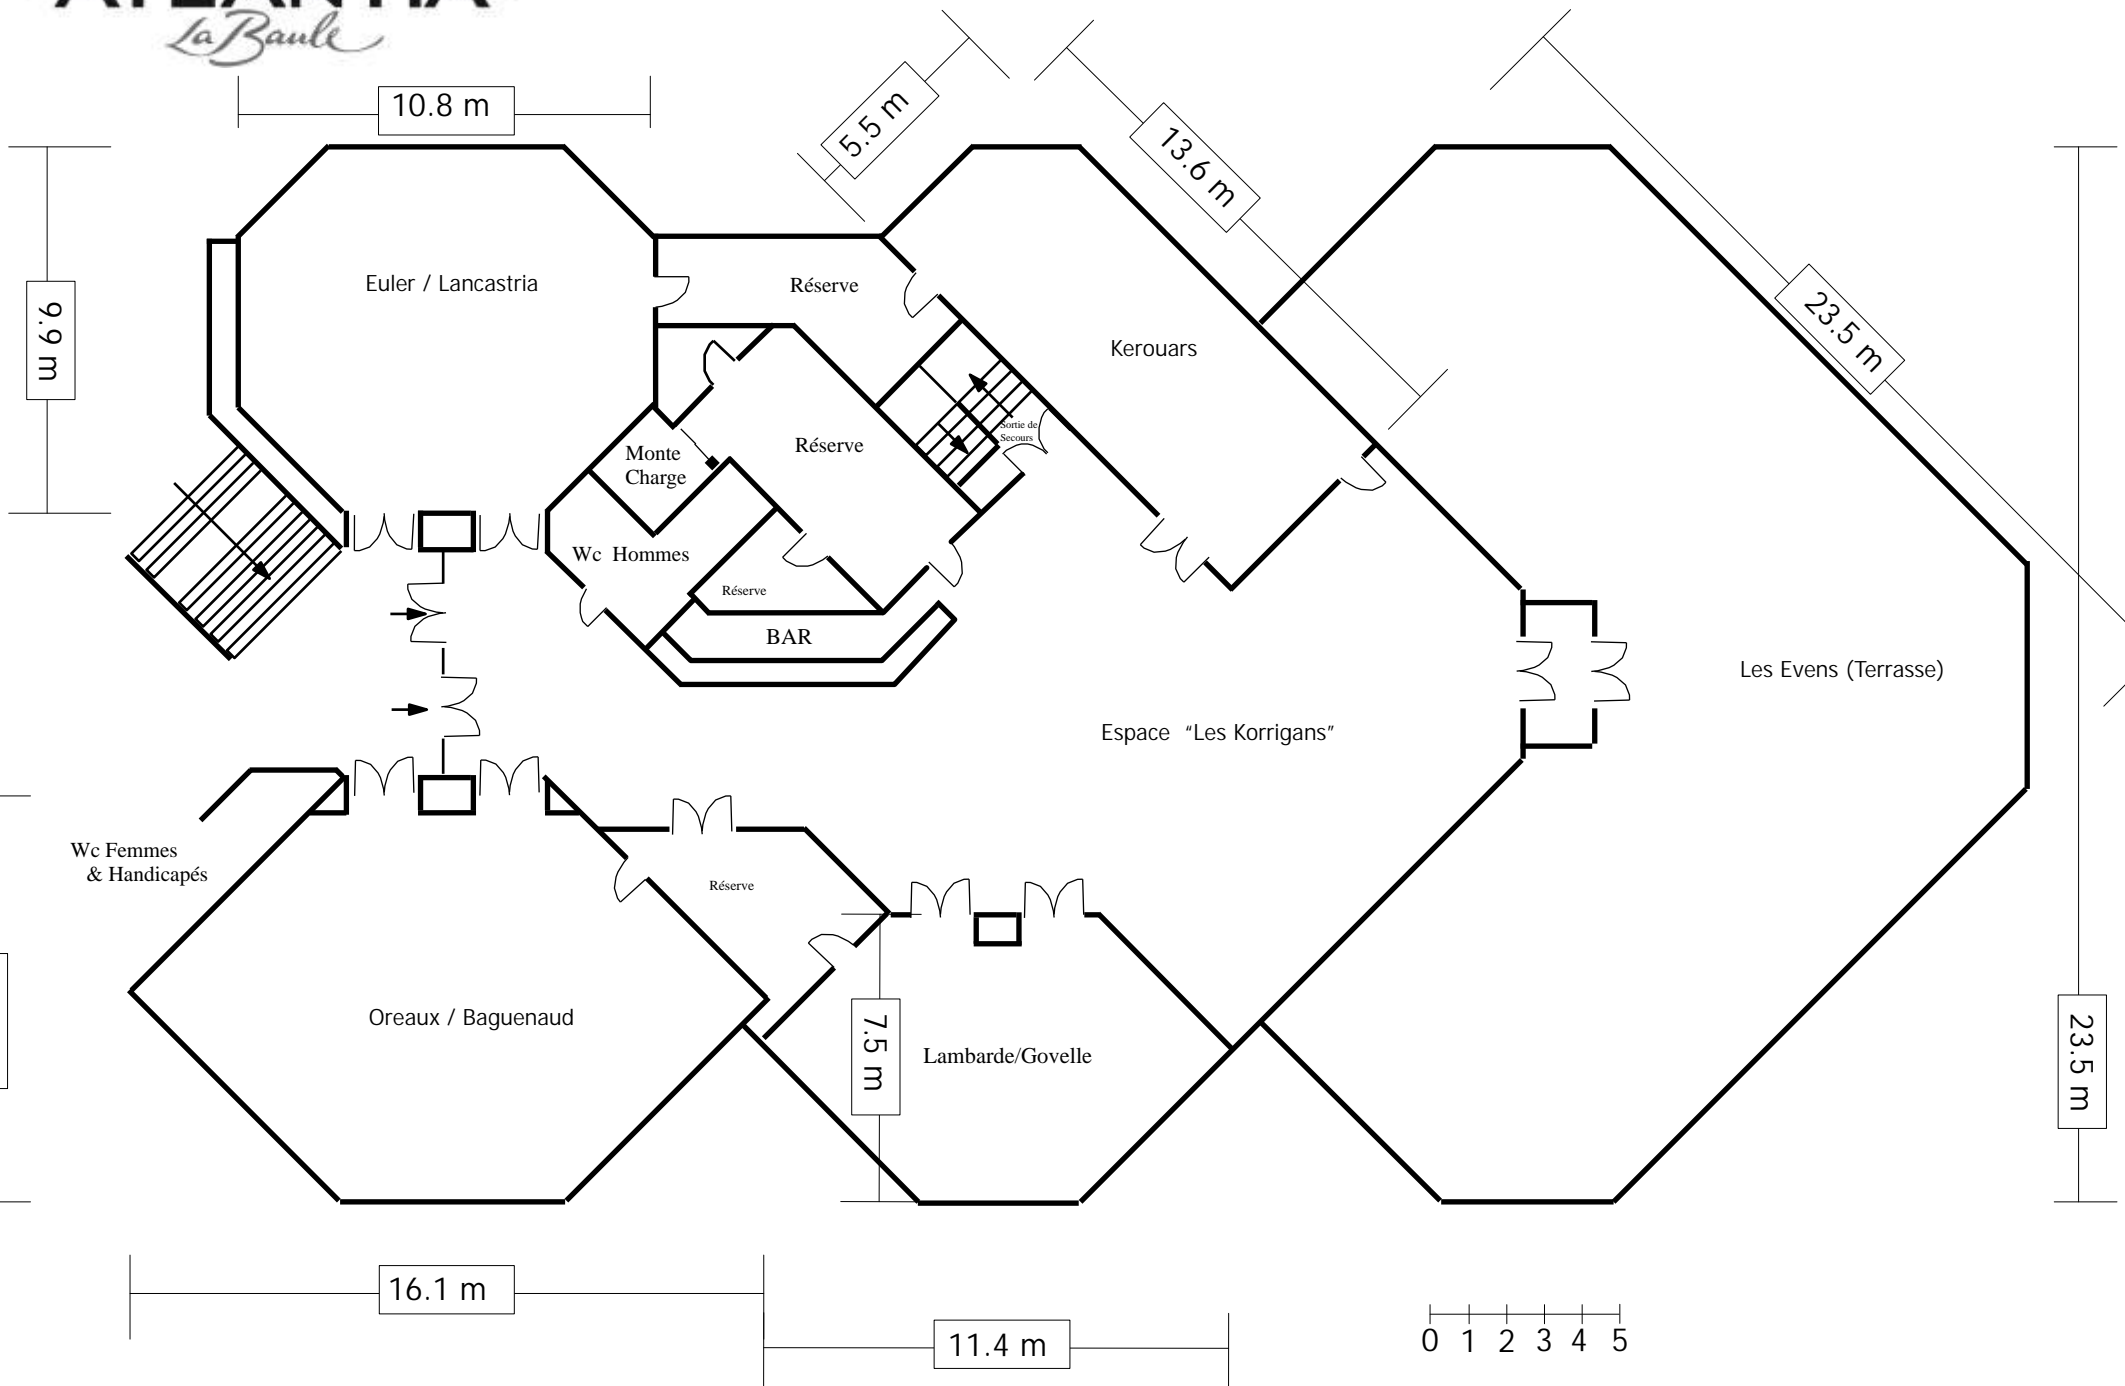 ATLANTIA
La Baule
10.8 m
5.5 m
13.6 m
23.5 m
9.9 m
Euler / Lancastria
Réserve
Kerouars
Sortie de
Secours
Réserve
Monte
Charge
Wc Hommes
Réserve
BAR
Les Evens (Terrasse)
Espace "Les Korrigans"
Wc Femmes
& Handicapés
Réserve
Oreaux / Baguenaud
7.5 m
Lambarde/Govelle
23.5 m
16.1 m
11.4 m
0 1 2 3 4 5